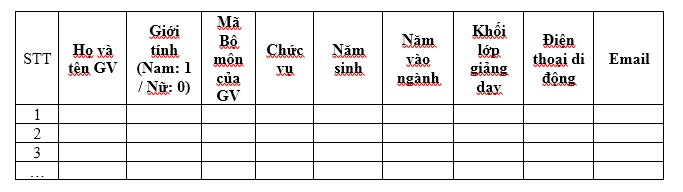 STT
Họ và
tên GV
Giới
tính
(Nam: 1
/ Nữ: 0)
Mã
Bộ
môn
của
GV
Chức
vụ
Năm
sinh
Năm
vào
ngành
Khối
lớp
giảng
dạy
Điện
thoại di
động
Email
1
2
3
…